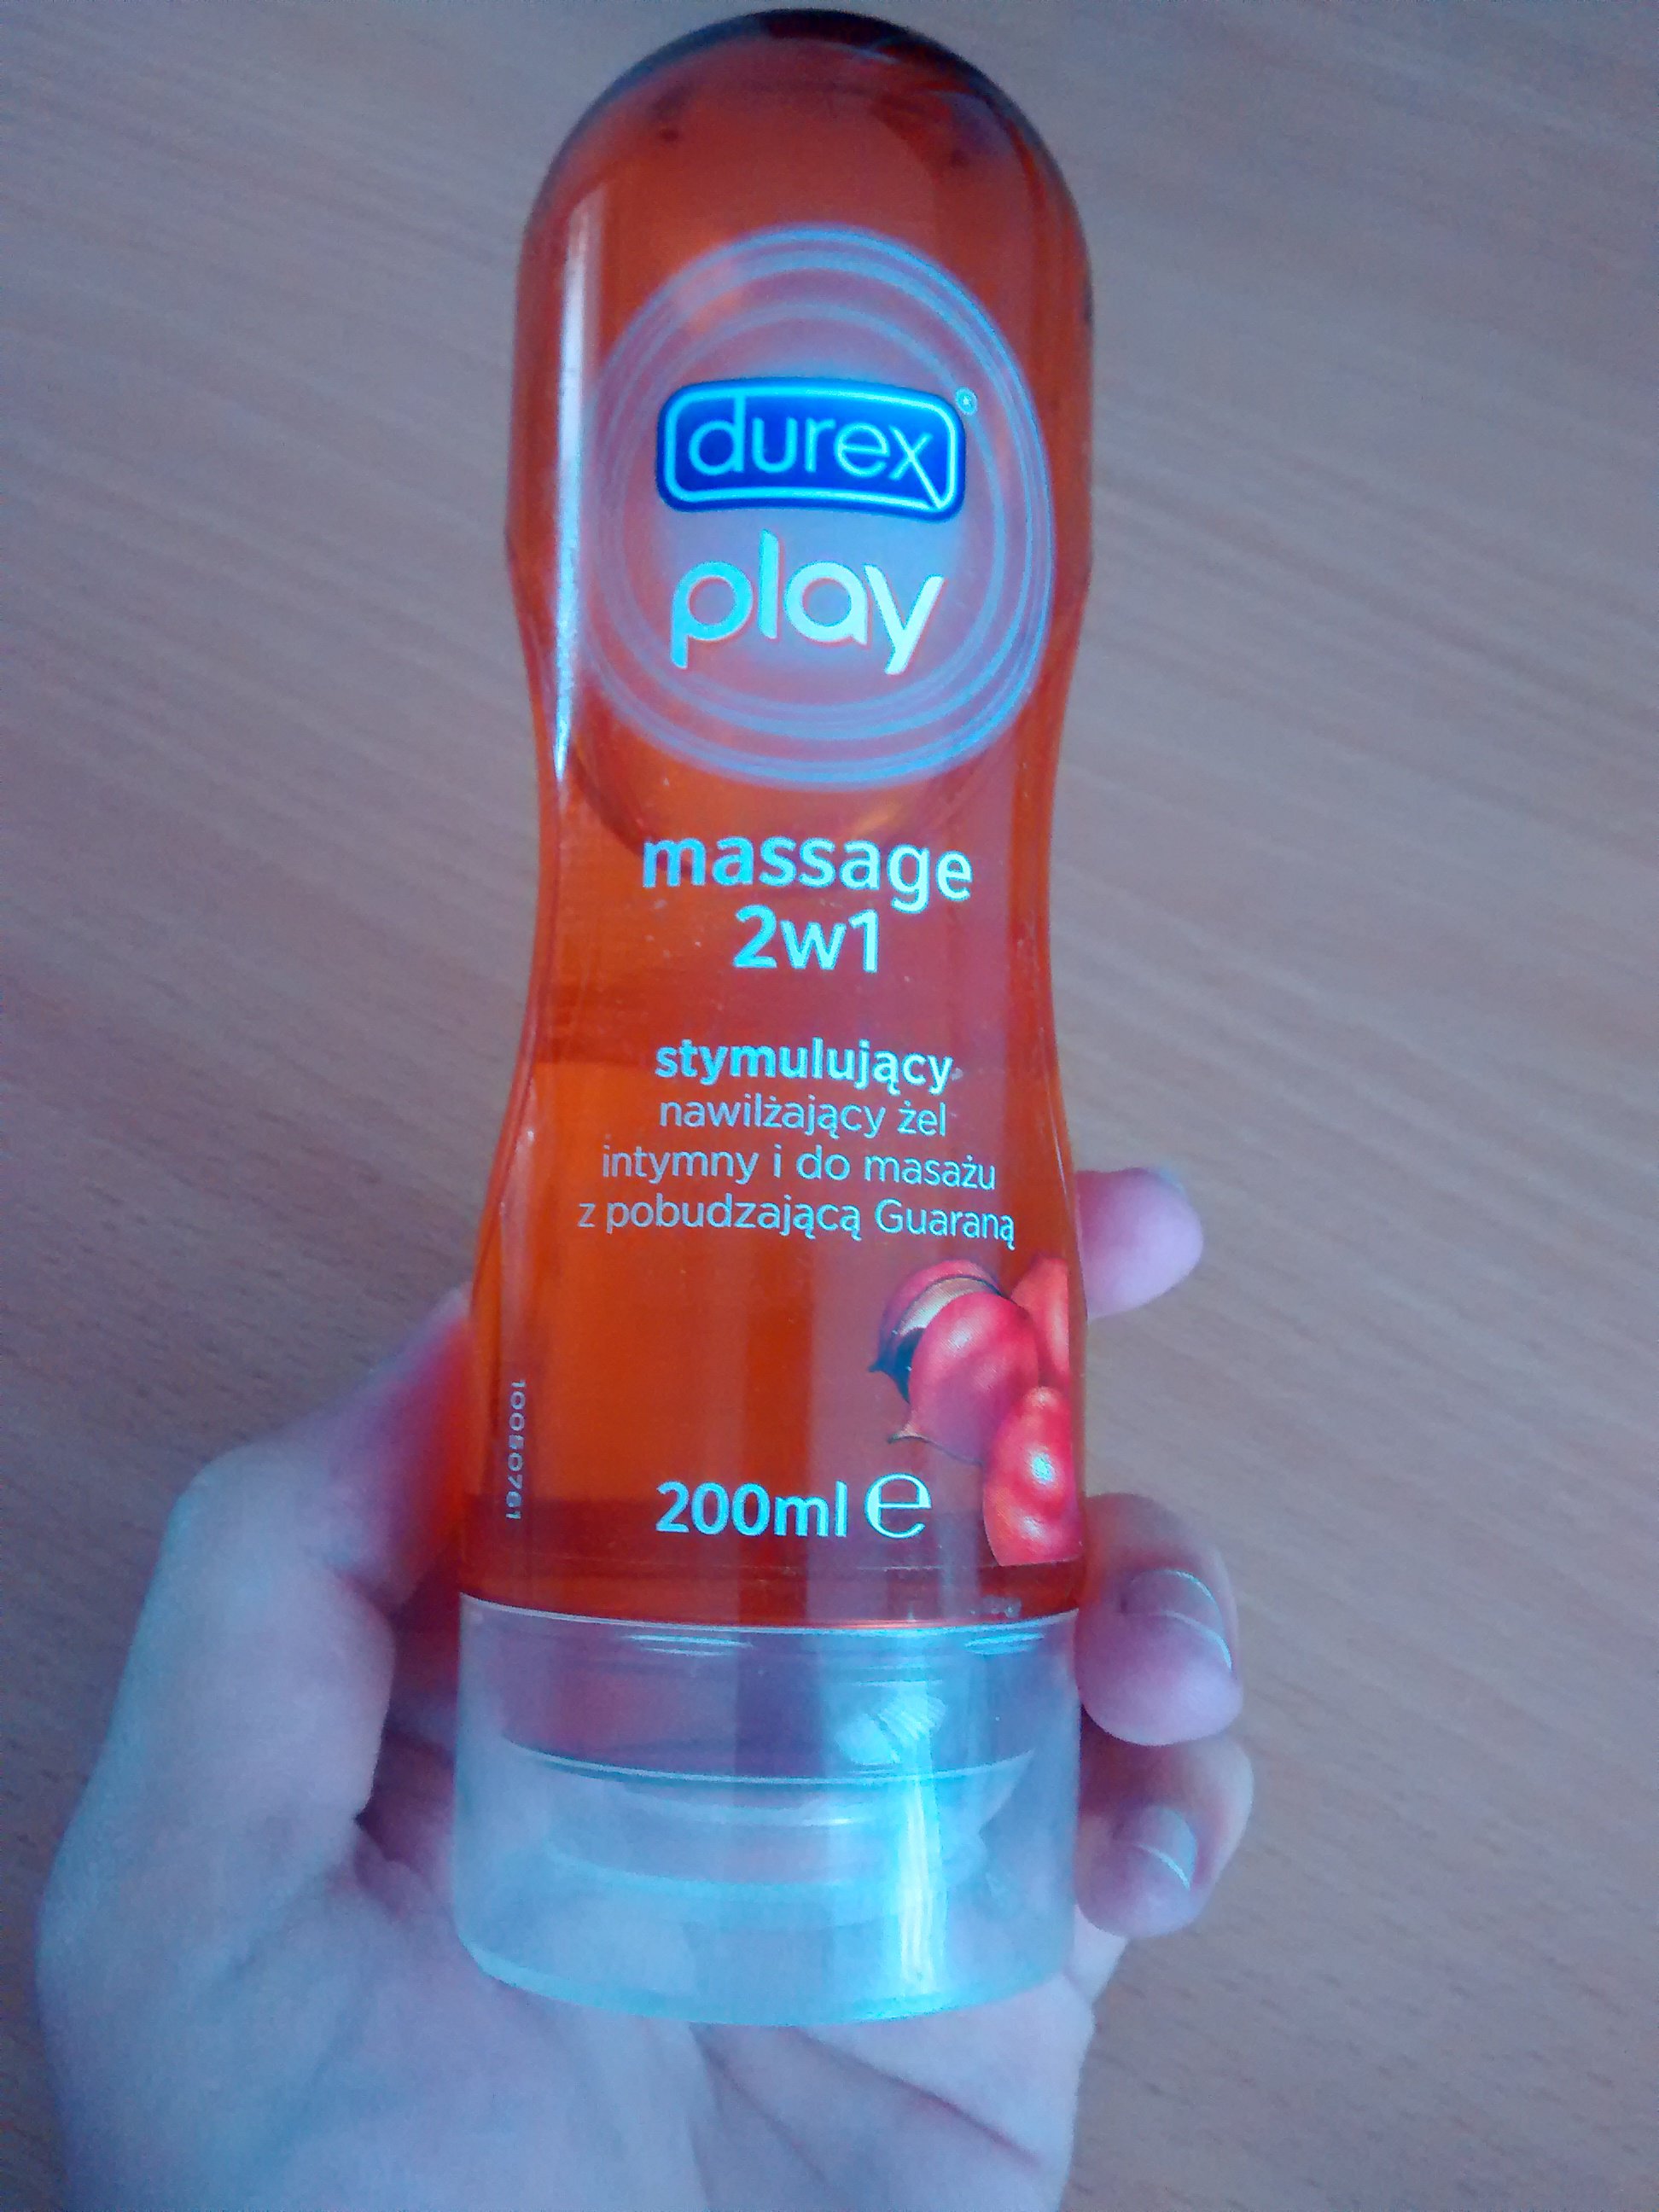 durex®
play
massage
2w1
stymulujący
nawilżający żel
intymny i do masażu
z pobudzającą Guaraną
10050761
200ml e